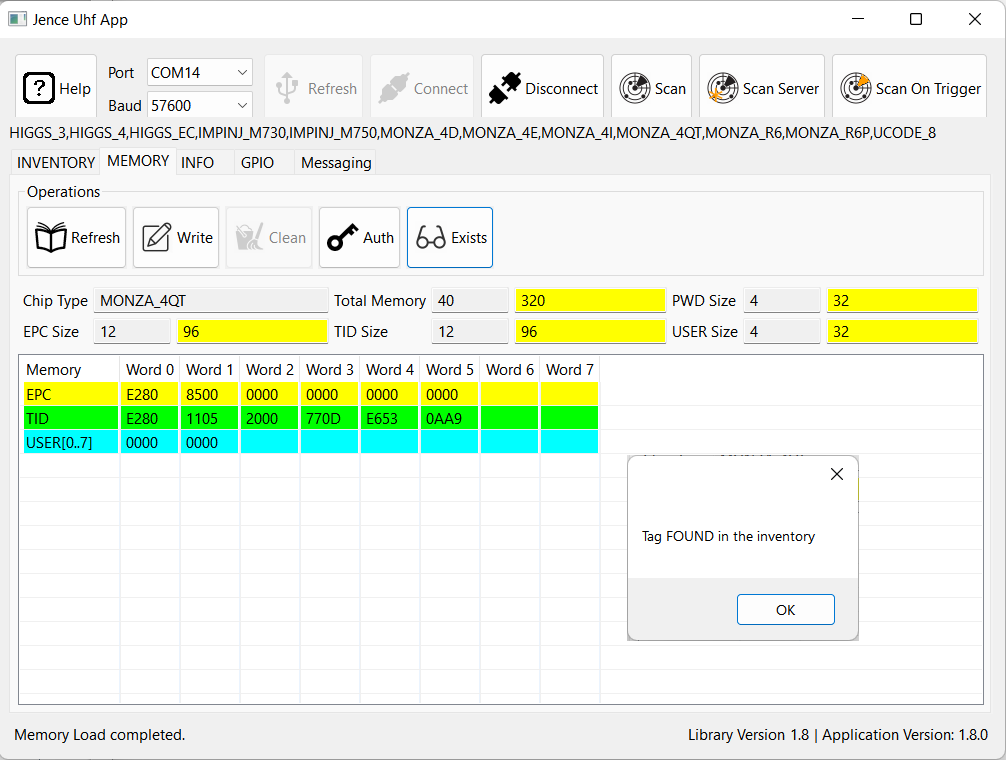 Jence Uhf App
Help
Port COM14
Baud 57600
Refresh Connect Disconnect Scan Scan Server Scan On Trigger
HIGGS_3,HIGGS_4,HIGGS_EC,IMPINJ_M730,IMPINJ_M750,MONZA_4D,MONZA_4E,MONZA_4I,MONZA_4QT,MONZA_R6,MONZA_R6P,UCODE_8
INVENTORY MEMORY INFO GPIO Messaging
Operations
Refresh Write Clean Auth Exists
Chip Type MONZA_4QT Total Memory 40 320 PWD Size 4 32
EPC Size 12 96 TID Size 12 96 USER Size 4 32
Memory Word 0 Word 1 Word 2 Word 3 Word 4 Word 5 Word 6 Word 7
EPC E280 8500 0000 0000 0000 0000
TID E280 1105 2000 770D E653 0AA9
USER[0..7] 0000 0000
Tag FOUND in the inventory
OK
Memory Load completed.
Library Version 1.8 | Application Version: 1.8.0